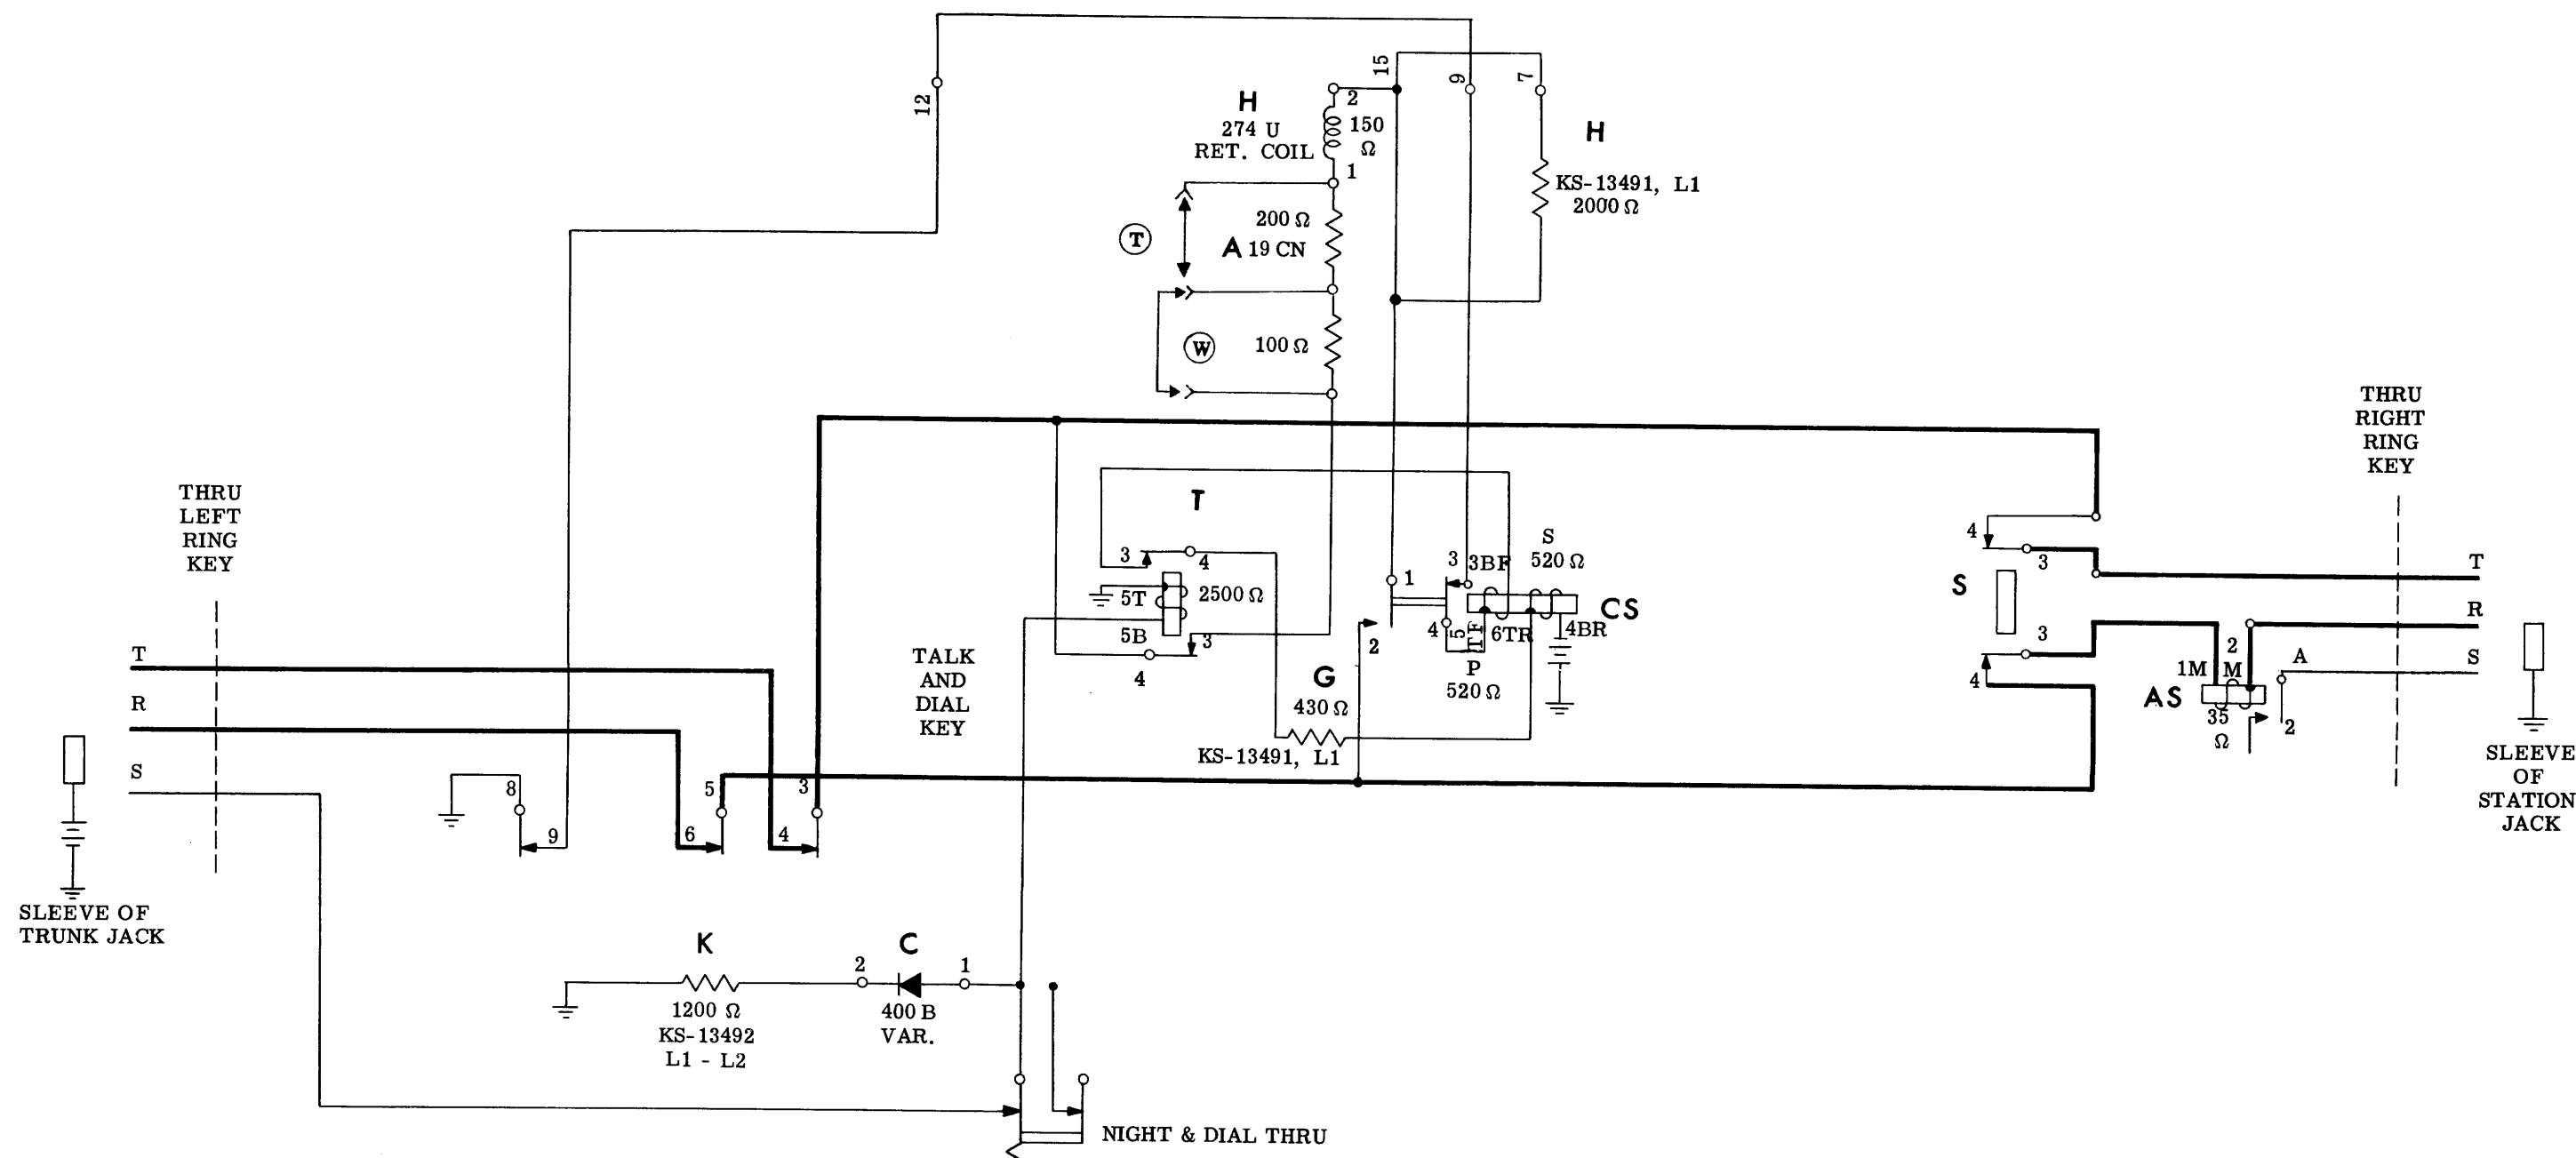 12
15
9
7
H
274 U
RET. COIL
2
150
Ω
1
H
KS-13491, L1
2000 Ω
T
200 Ω
A 19 CN
W
100 Ω
THRU
RIGHT
RING
KEY
THRU
LEFT
RING
KEY
T
3
4
5T
2500 Ω
5B
3
4
1
2
3
3BF
S
520 Ω
CS
4
5
TF
6TR
4BR
P
520 Ω
G
430 Ω
KS-13491, L1
4
3
S
3
4
T
R
S
1M
2
M
A
AS
35
Ω
2
SLEEVE
OF
STATION
JACK
T
R
S
TALK
AND
DIAL
KEY
8
9
5
6
3
4
SLEEVE OF
TRUNK JACK
K
1200 Ω
KS-13492
L1 - L2
2
C
1
400 B
VAR.
NIGHT & DIAL THRU